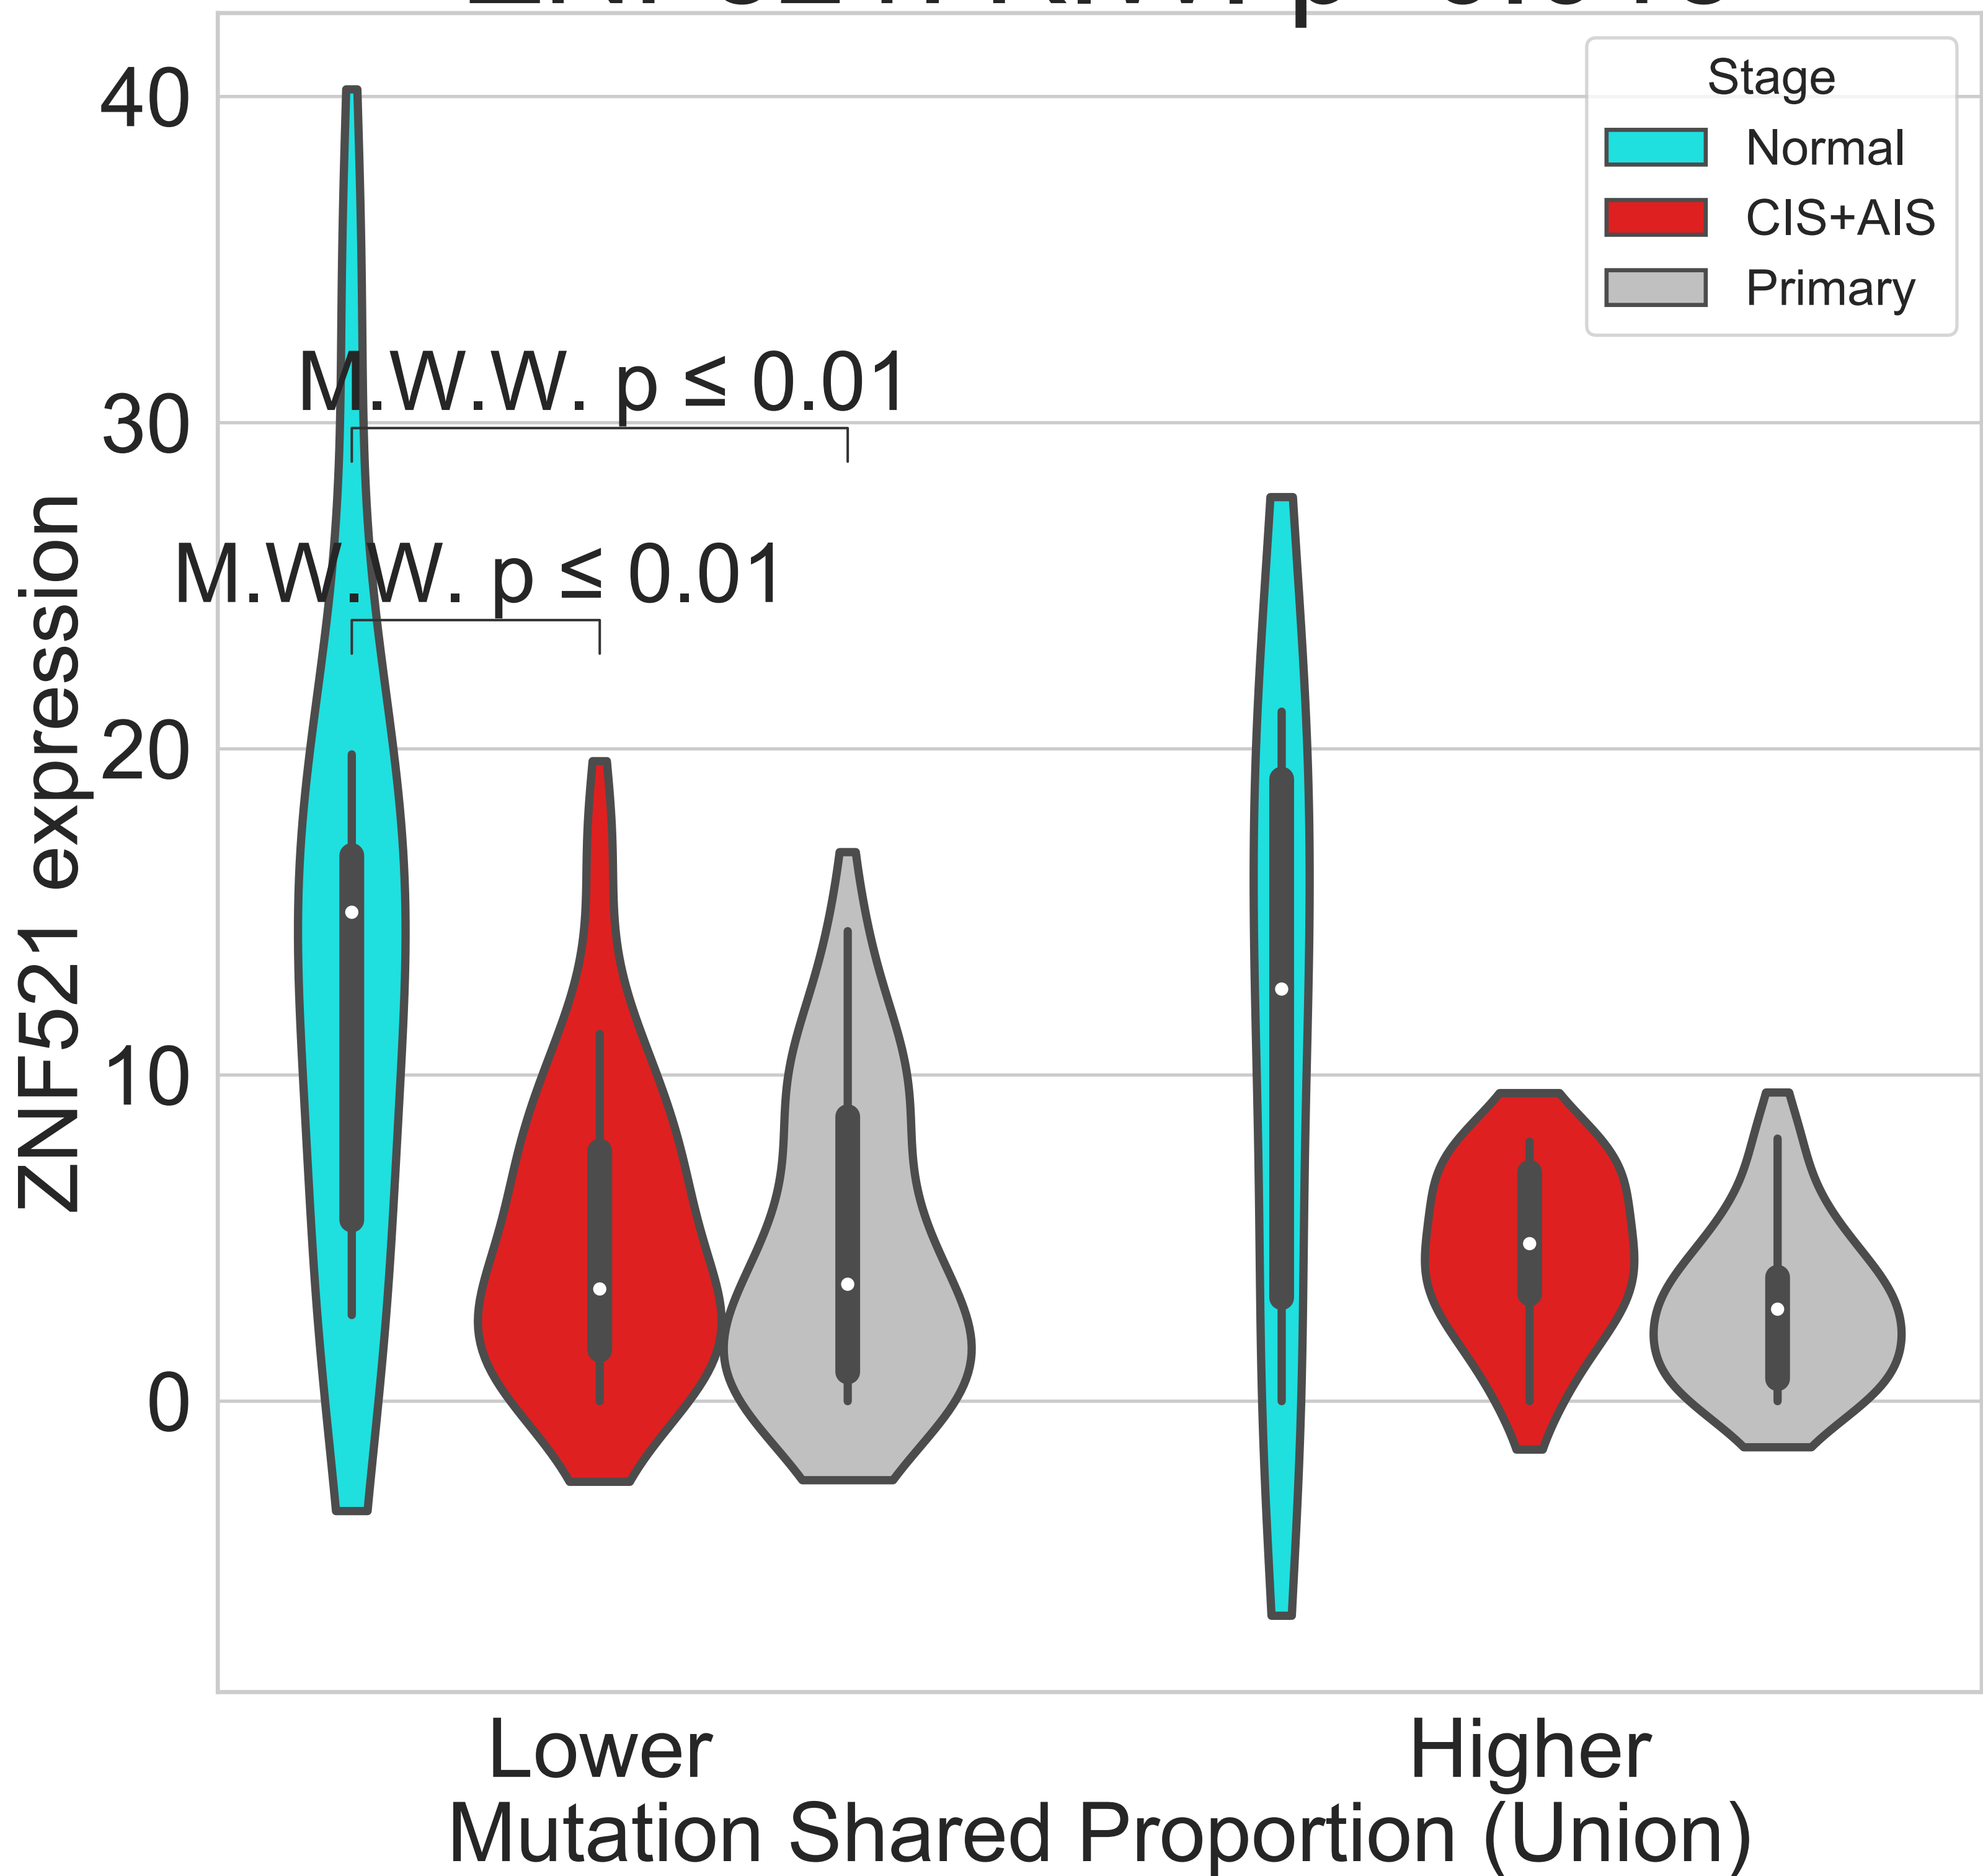 Stage
Normal
CIS+AIS
Primary
40
30
20
10
0
M.W.W. p ≤ 0.01
M.W.W. p ≤ 0.01
ZNF521 expression
Lower
Higher
Mutation Shared Proportion (Union)